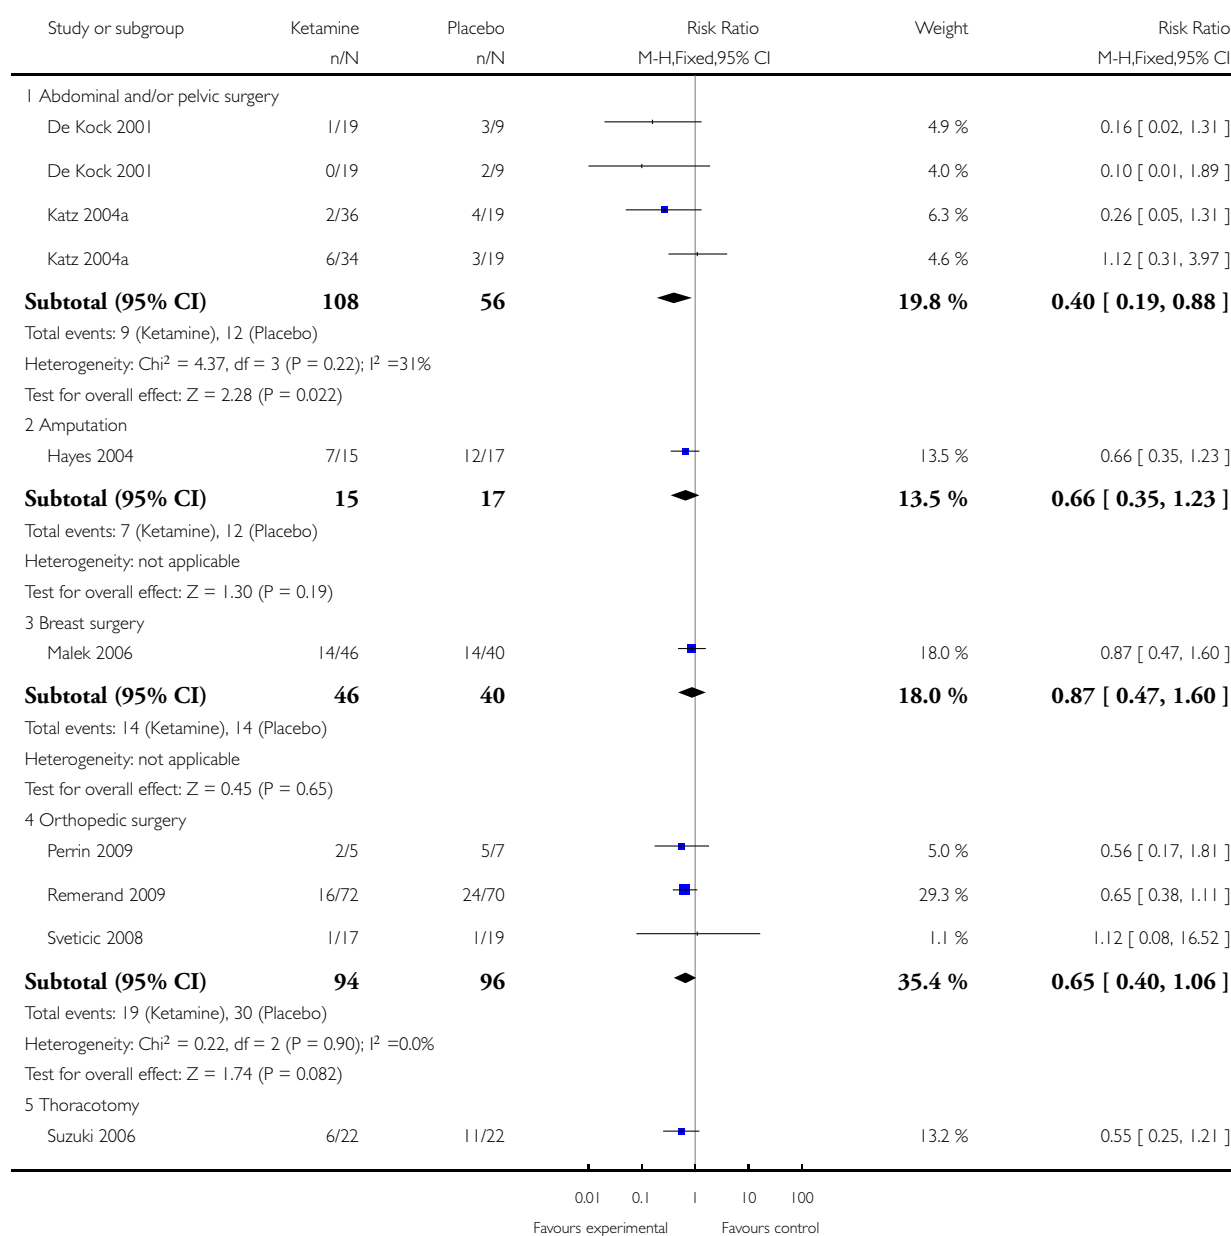 Study or subgroup Ketamine Placebo Risk Ratio Weight Risk Ratio
n/N n/N M-H,Fixed,95% CI M-H,Fixed,95% CI
1 Abdominal and/or pelvic surgery
De Kock 2001 1/19 3/9 4.9 % 0.16 [ 0.02, 1.31 ]
De Kock 2001 0/19 2/9 4.0 % 0.10 [ 0.01, 1.89 ]
Katz 2004a 2/36 4/19 6.3 % 0.26 [ 0.05, 1.31 ]
Katz 2004a 6/34 3/19 4.6 % 1.12 [ 0.31, 3.97 ]
Subtotal (95% CI) 108 56 19.8 % 0.40 [ 0.19, 0.88 ]
Total events: 9 (Ketamine), 12 (Placebo)
Heterogeneity: Chi² = 4.37, df = 3 (P = 0.22); I² =31%
Test for overall effect: Z = 2.28 (P = 0.022)
2 Amputation
Hayes 2004 7/15 12/17 13.5 % 0.66 [ 0.35, 1.23 ]
Subtotal (95% CI) 15 17 13.5 % 0.66 [ 0.35, 1.23 ]
Total events: 7 (Ketamine), 12 (Placebo)
Heterogeneity: not applicable
Test for overall effect: Z = 1.30 (P = 0.19)
3 Breast surgery
Malek 2006 14/46 14/40 18.0 % 0.87 [ 0.47, 1.60 ]
Subtotal (95% CI) 46 40 18.0 % 0.87 [ 0.47, 1.60 ]
Total events: 14 (Ketamine), 14 (Placebo)
Heterogeneity: not applicable
Test for overall effect: Z = 0.45 (P = 0.65)
4 Orthopedic surgery
Perrin 2009 2/5 5/7 5.0 % 0.56 [ 0.17, 1.81 ]
Remerand 2009 16/72 24/70 29.3 % 0.65 [ 0.38, 1.11 ]
Sveticic 2008 1/17 1/19 1.1 % 1.12 [ 0.08, 16.52 ]
Subtotal (95% CI) 94 96 35.4 % 0.65 [ 0.40, 1.06 ]
Total events: 19 (Ketamine), 30 (Placebo)
Heterogeneity: Chi² = 0.22, df = 2 (P = 0.90); I² =0.0%
Test for overall effect: Z = 1.74 (P = 0.082)
5 Thoracotomy
Suzuki 2006 6/22 11/22 13.2 % 0.55 [ 0.25, 1.21 ]
0.01 0.1 1 10 100
Favours experimental Favours control